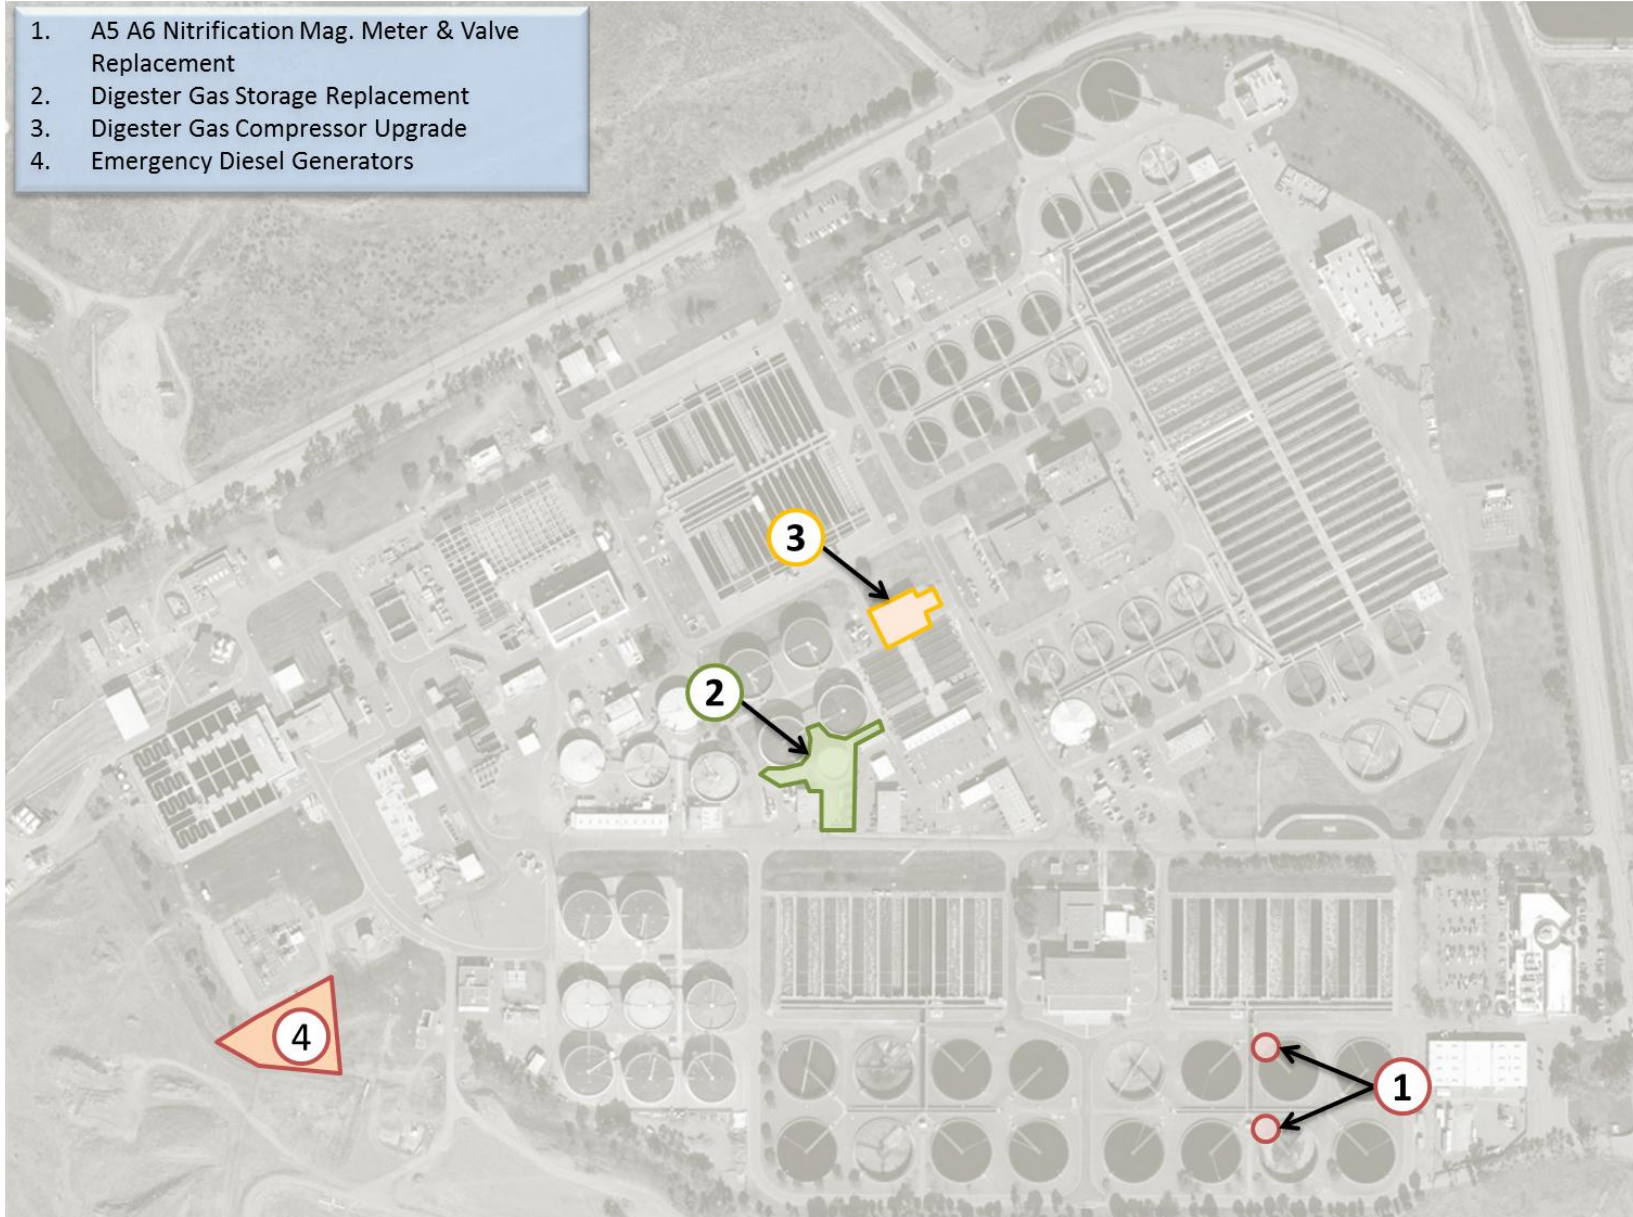 1. A5 A6 Nitrification Mag. Meter & Valve
Replacement
2. Digester Gas Storage Replacement
3. Digester Gas Compressor Upgrade
4. Emergency Diesel Generators
3
2
4
1